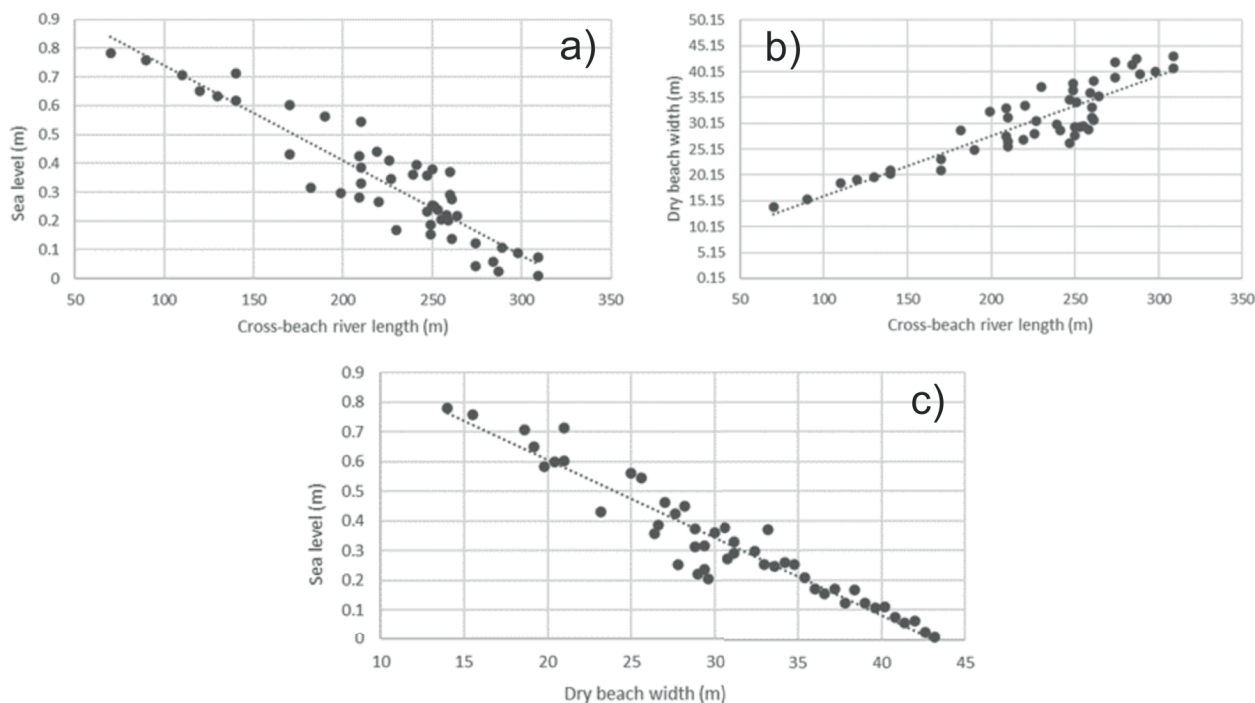 a)
0.9
0.8
0.7
0.6
0.5
0.4
0.3
0.2
0.1
0
Sea level (m)
50 100 150 200 250 300 350
Cross-beach river length (m)
b)
50.15
45.15
40.15
35.15
30.15
25.15
20.15
15.15
10.15
5.15
0.15
Dry beach width (m)
50 100 150 200 250 300 350
Cross-beach river length (m)
c)
0.9
0.8
0.7
0.6
0.5
0.4
0.3
0.2
0.1
0
Sea level (m)
10 15 20 25 30 35 40 45
Dry beach width (m)